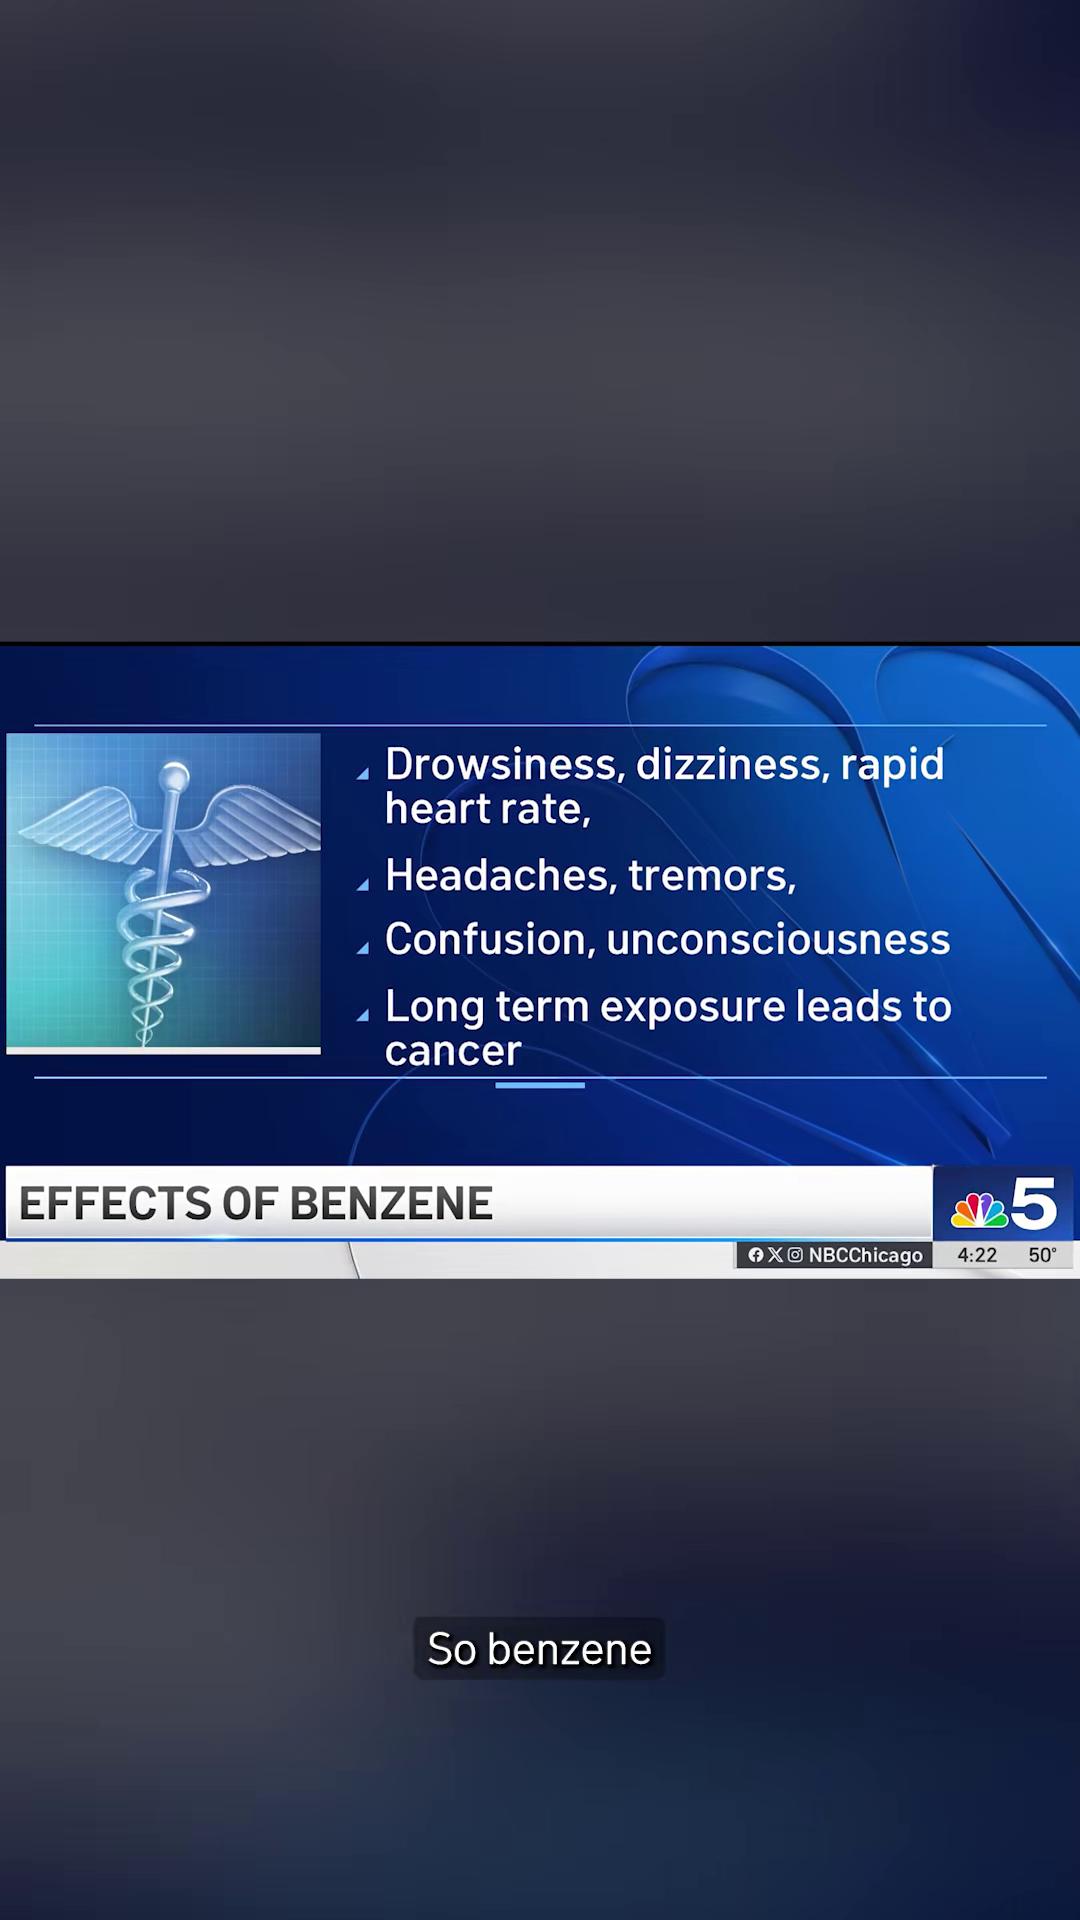 Drowsiness, dizziness, rapid
heart rate,
Headaches, tremors,
Confusion, unconsciousness
Long term exposure leads to
cancer
EFFECTS OF BENZENE
5
NBCChicago
4:22 50°
So benzene